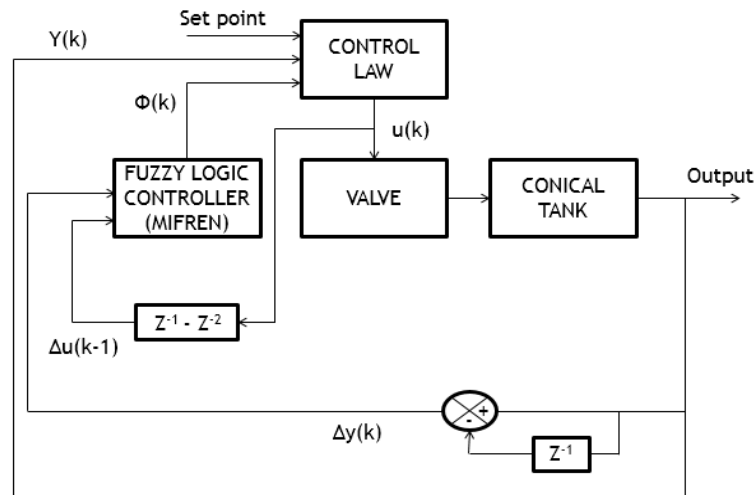 Set point
Y(k)
CONTROL
LAW
Φ(k)
u(k)
FUZZY LOGIC
CONTROLLER
(MIFREN)
VALVE
CONICAL
TANK
Output
Z⁻¹ - Z⁻²
Δu(k-1)
+
-
Δy(k)
Z⁻¹